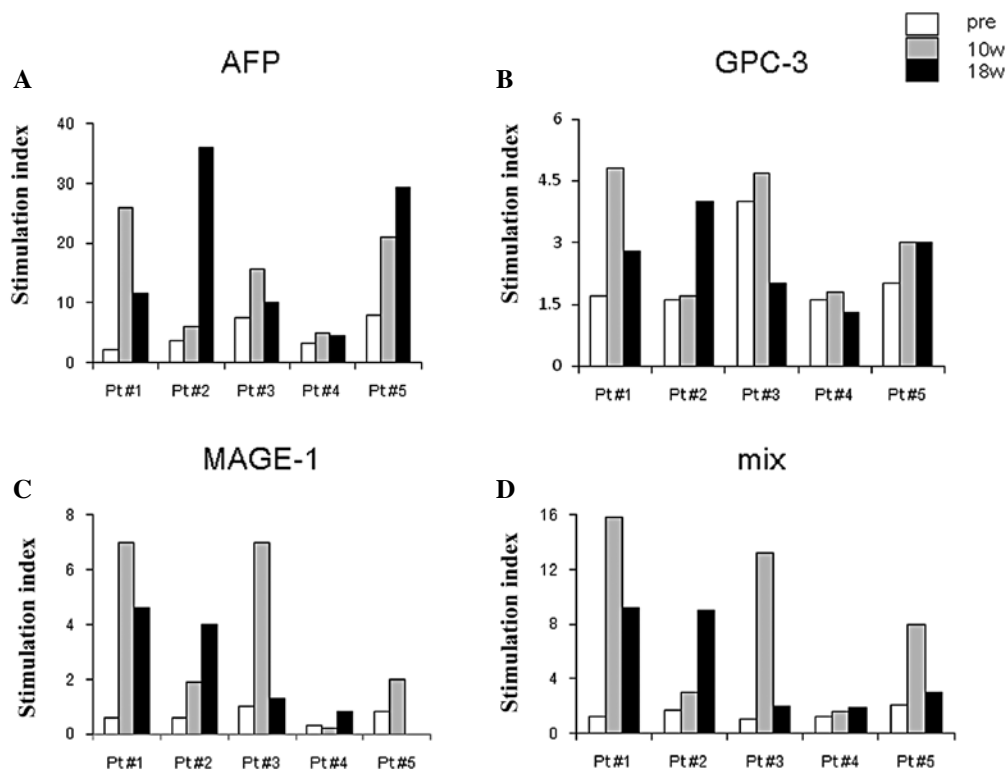 pre
10w
18w
A
AFP
Stimulation index
40
30
20
10
0
Pt#1 Pt#2 Pt#3 Pt#4 Pt#5
B
GPC-3
Stimulation index
6
4.5
3
1.5
0
Pt#1 Pt#2 Pt#3 Pt#4 Pt#5
C
MAGE-1
Stimulation index
8
6
4
2
0
Pt#1 Pt#2 Pt#3 Pt#4 Pt#5
D
mix
Stimulation index
16
12
8
4
0
Pt#1 Pt#2 Pt#3 Pt#4 Pt#5